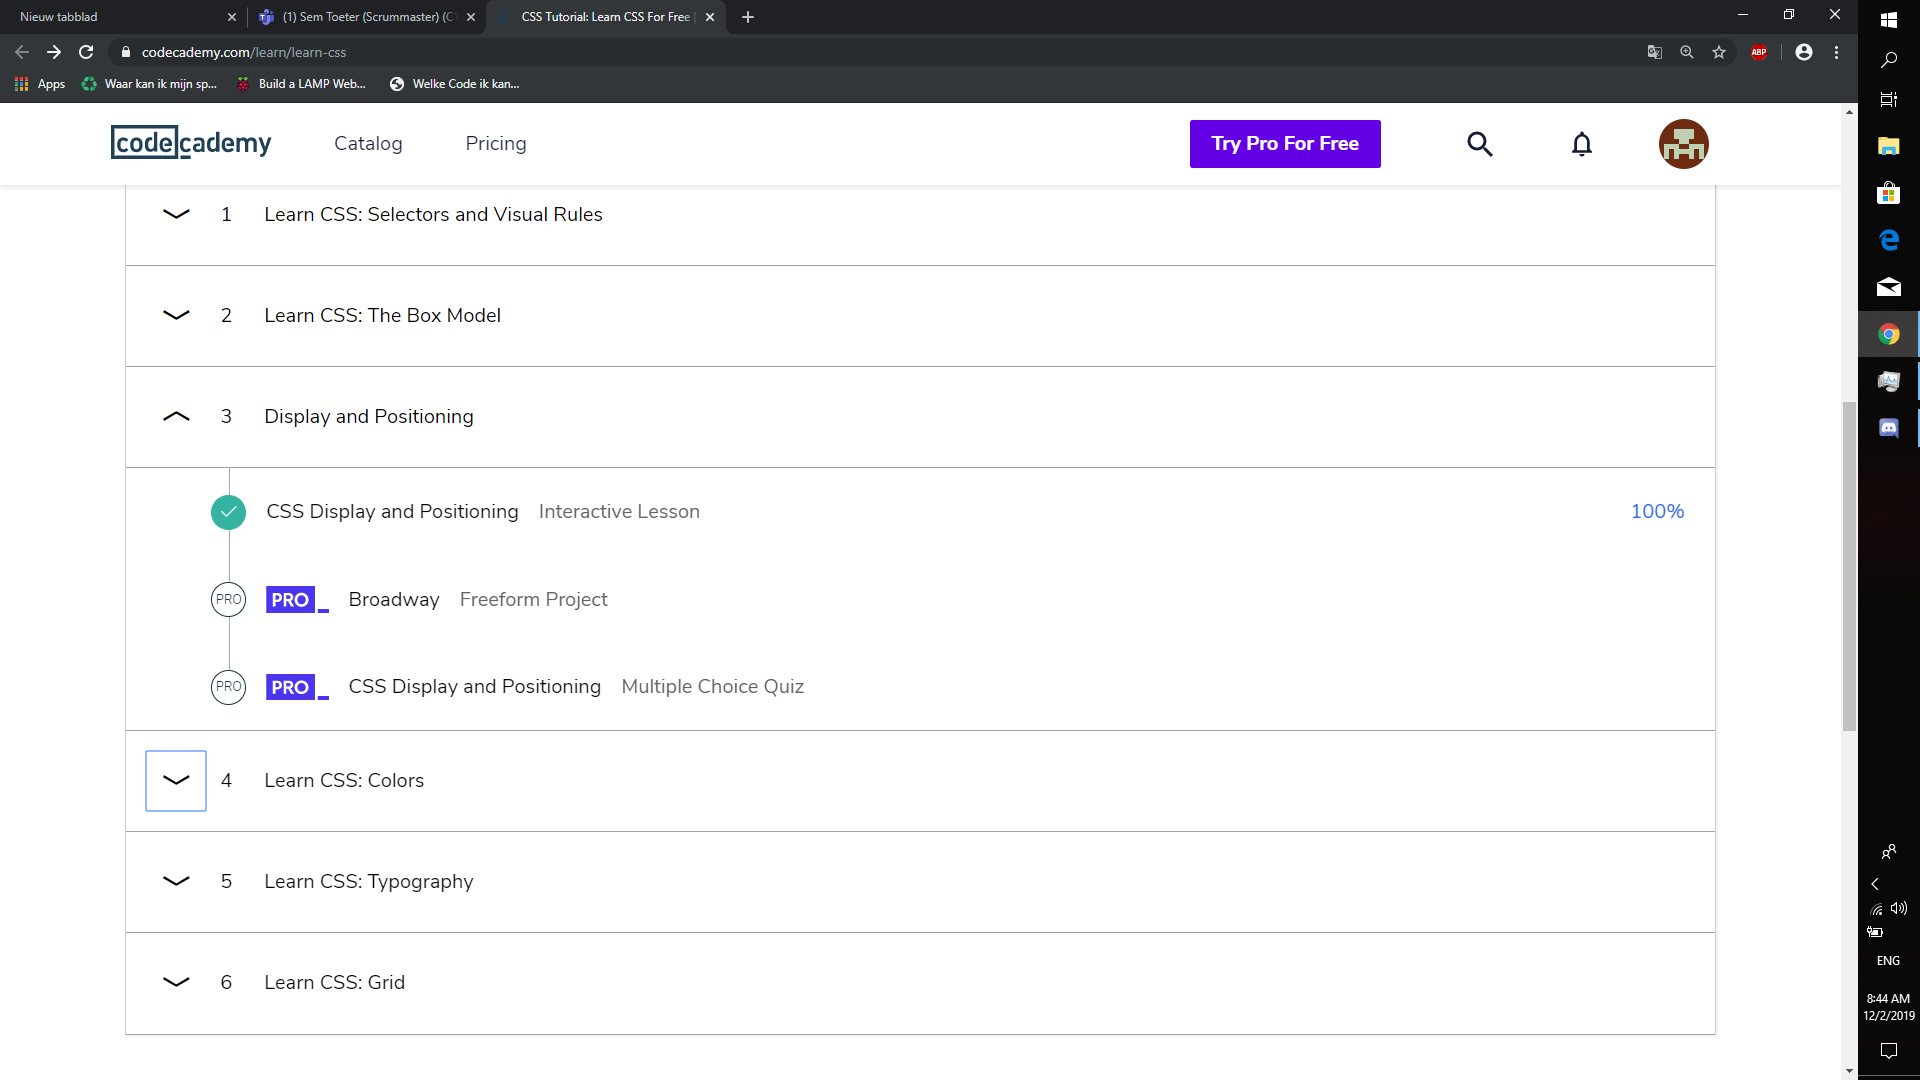 Nieuw tabblad
(1) Sem Toeter (Scrummaster) (C1
CSS Tutorial: Learn CSS For Free |
codecademy.com/learn/learn-css
ABP
Apps
Waar kan ik mijn sp...
Build a LAMP Web...
Welke Code ik kan...
codecademy
Catalog
Pricing
Try Pro For Free
1 Learn CSS: Selectors and Visual Rules
2 Learn CSS: The Box Model
3 Display and Positioning
CSS Display and Positioning Interactive Lesson 100%
PRO PRO_ Broadway Freeform Project
PRO PRO_ CSS Display and Positioning Multiple Choice Quiz
4 Learn CSS: Colors
5 Learn CSS: Typography
6 Learn CSS: Grid
ENG
8:44 AM
12/2/2019